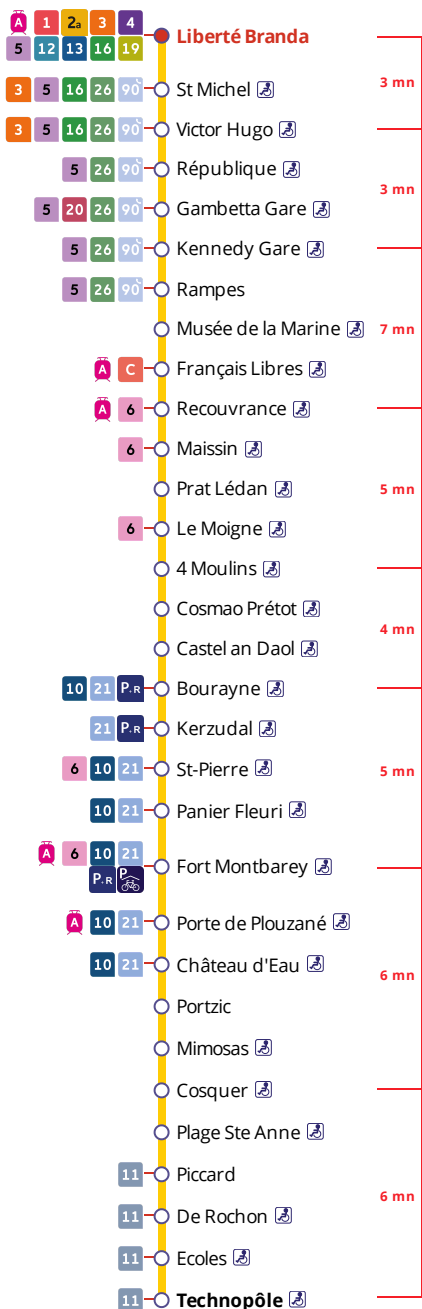 A 1 2a 3 4
Liberté Branda
5 12 13 16 19
3 mn
3 5 16 26 90 St Michel
3 5 16 26 90 Victor Hugo
5 26 90 République
3 mn
5 20 26 90 Gambetta Gare
5 26 90 Kennedy Gare
5 26 90 Rampes
Musée de la Marine 7 mn
A C Français Libres
A 6 Recouvrance
6 Maissin
Prat Lédan 5 mn
6 Le Moigne
4 Moulins
Cosmao Prétot
4 mn
Castel an Daol
10 21 P.R Bourayne
21 P.R Kerzudal
6 10 21 St-Pierre 5 mn
10 21 Panier Fleuri
A 6 10 21
Fort Montbarey
P.R P
A 10 21 Porte de Plouzané
10 21 Château d'Eau
6 mn
Portzic
Mimosas
Cosquer
Plage Ste Anne
11 Piccard
6 mn
11 De Rochon
11 Ecoles
11 Technopôle